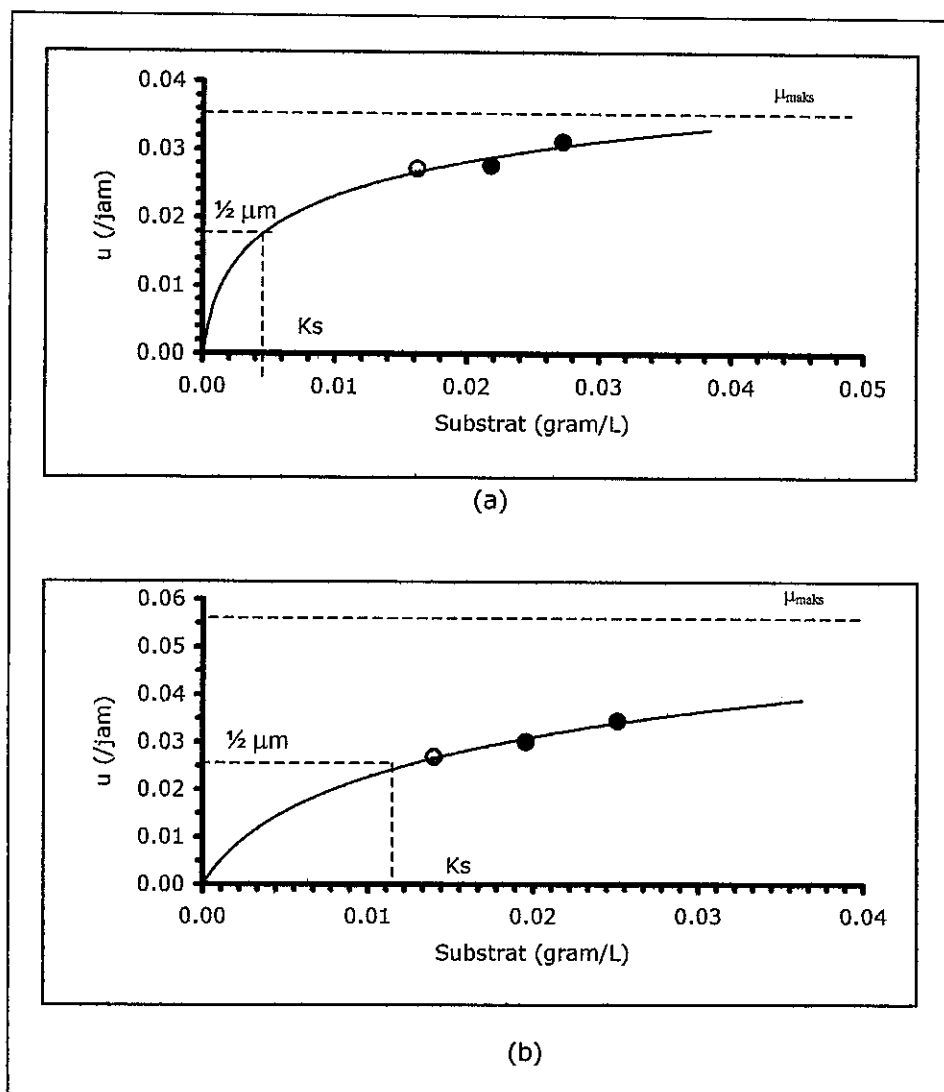 0.04
μmaks
0.03
½ μm
0.02
u (/jam)
0.01
Ks
0.00
0.00 0.01 0.02 0.03 0.04 0.05
Substrat (gram/L)
(a)
0.06
μmaks
0.05
0.04
½ μm
0.03
u (/jam)
0.02
0.01
Ks
0.00
0.00 0.01 0.02 0.03 0.04
Substrat (gram/L)
(b)